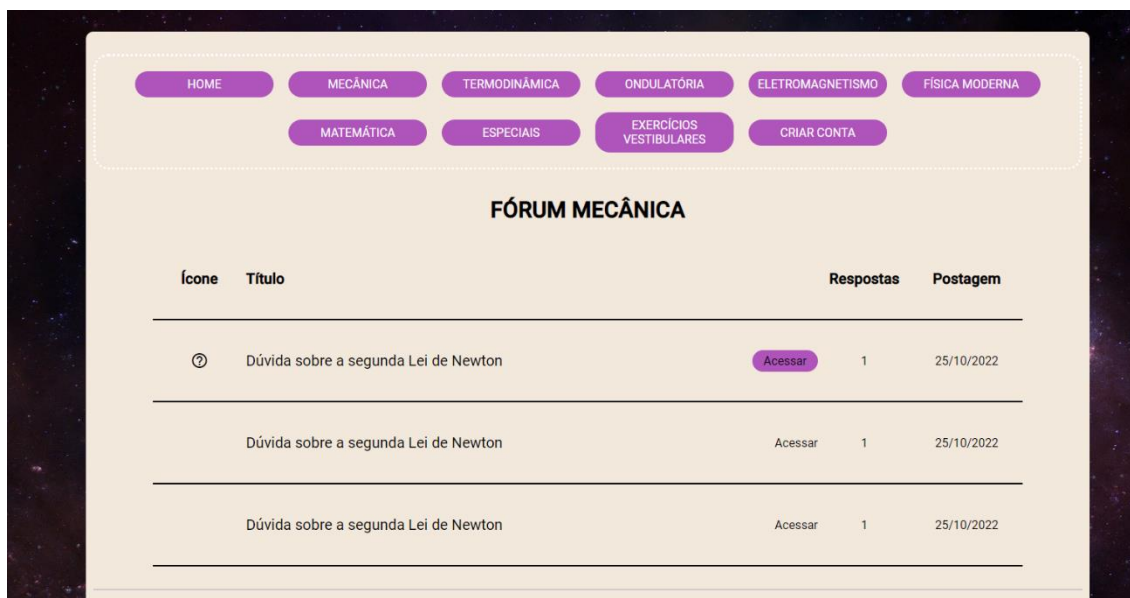 HOME MECÂNICA TERMODINÂMICA ONDULATÓRIA ELETROMAGNETISMO FÍSICA MODERNA
MATEMÁTICA ESPECIAIS EXERCÍCIOS VESTIBULARES CRIAR CONTA
FÓRUM MECÂNICA
Ícone Título Respostas Postagem
? Dúvida sobre a segunda Lei de Newton Acessar 1 25/10/2022
Dúvida sobre a segunda Lei de Newton Acessar 1 25/10/2022
Dúvida sobre a segunda Lei de Newton Acessar 1 25/10/2022